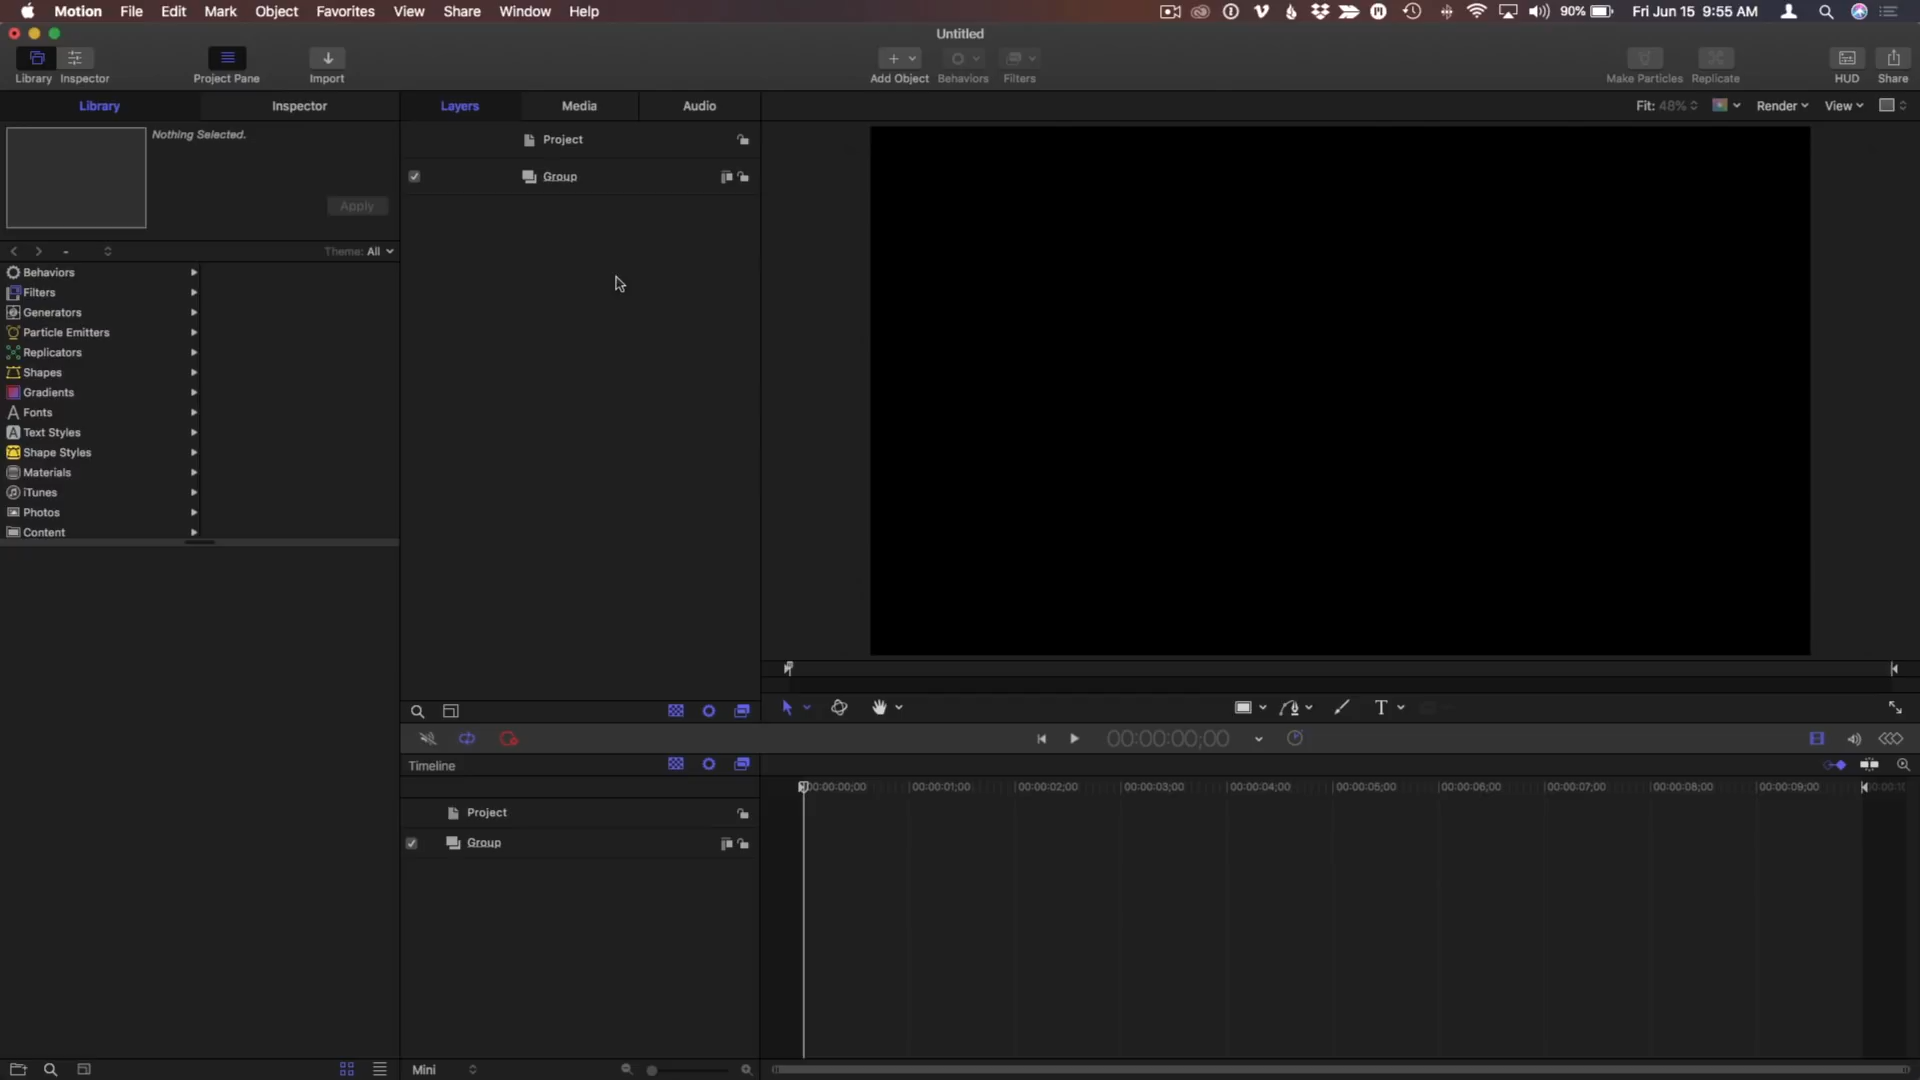 Motion File Edit Mark Object Favorites View Share Window Help 90% Fri Jun 15 9:55 AM
Untitled
Library Inspector Project Pane Import Add Object Behaviors Filters Make Particles Replicate HUD Share
Library Inspector Layers Media Audio Fit: 48% Render View
Nothing Selected.
Project
Group
Apply
Theme: All
Behaviors
Filters
Generators
Particle Emitters
Replicators
Shapes
Gradients
Fonts
Text Styles
Shape Styles
Materials
iTunes
Photos
Content
T
00:00:00;00
Timeline
00:00:00;00 00:00:01;00 00:00:02;00 00:00:03;00 00:00:04;00 00:00:05;00 00:00:06;00 00:00:07;00 00:00:08;00 00:00:09;00
Project
Group
Mini